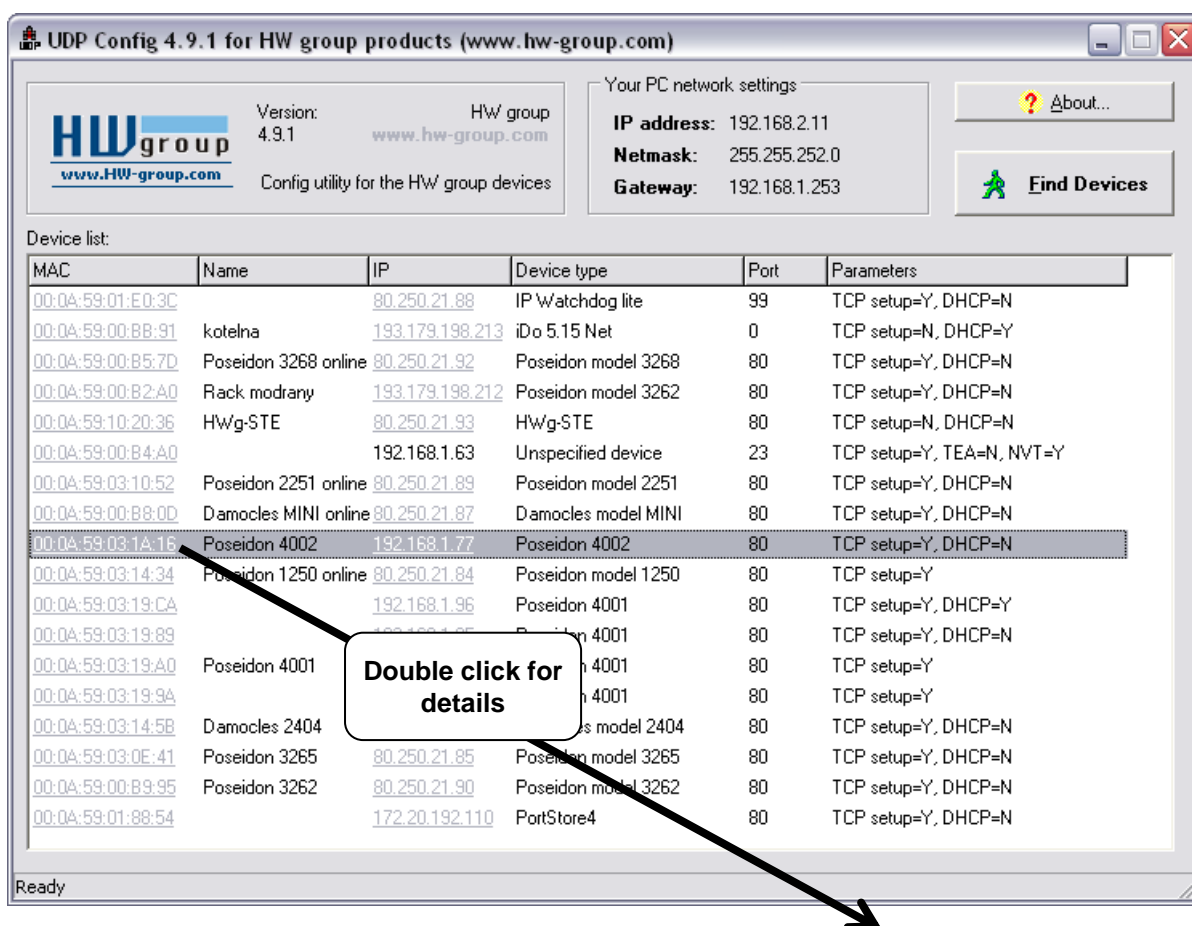 UDP Config 4.9.1 for HW group products (www.hw-group.com)
HWgroup
www.HW-group.com
Version: HW group
4.9.1 www.hw-group.com
Config utility for the HW group devices
Your PC network settings
IP address: 192.168.2.11
Netmask: 255.255.252.0
Gateway: 192.168.1.253
? About...
Find Devices
Device list:
MAC Name IP Device type Port Parameters
00:0A:59:01:E0:3C 80.250.21.88 IP Watchdog lite 99 TCP setup=Y, DHCP=N
00:0A:59:00:BB:91 kotelna 193.179.198.213 iDo 5.15 Net 0 TCP setup=N, DHCP=Y
00:0A:59:00:B5:7D Poseidon 3268 online 80.250.21.92 Poseidon model 3268 80 TCP setup=Y, DHCP=N
00:0A:59:00:B2:A0 Rack modrany 193.179.198.212 Poseidon model 3262 80 TCP setup=Y, DHCP=N
00:0A:59:10:20:36 HWg-STE 80.250.21.93 HWg-STE 80 TCP setup=N, DHCP=N
00:0A:59:00:B4:A0 192.168.1.63 Unspecified device 23 TCP setup=Y, TEA=N, NVT=Y
00:0A:59:03:10:52 Poseidon 2251 online 80.250.21.89 Poseidon model 2251 80 TCP setup=Y, DHCP=N
00:0A:59:00:B8:0D Damocles MINI online 80.250.21.87 Damocles model MINI 80 TCP setup=Y, DHCP=N
00:0A:59:03:1A:16 Poseidon 4002 192.168.1.77 Poseidon 4002 80 TCP setup=Y, DHCP=N
00:0A:59:03:14:34 Poseidon 1250 online 80.250.21.84 Poseidon model 1250 80 TCP setup=Y
00:0A:59:03:19:CA 192.168.1.96 Poseidon 4001 80 TCP setup=Y, DHCP=Y
00:0A:59:03:19:89 4001 80 TCP setup=Y, DHCP=N
00:0A:59:03:19:A0 Poseidon 4001 4001 80 TCP setup=Y
00:0A:59:03:19:9A 4001 80 TCP setup=Y
Double click for
details
00:0A:59:03:14:5B Damocles 2404 model 2404 80 TCP setup=Y, DHCP=N
00:0A:59:03:0E:41 Poseidon 3265 80.250.21.85 Poseidon model 3265 80 TCP setup=Y, DHCP=N
00:0A:59:00:B9:95 Poseidon 3262 80.250.21.90 Poseidon model 3262 80 TCP setup=Y, DHCP=N
00:0A:59:01:88:54 172.20.192.110 PortStore4 80 TCP setup=Y, DHCP=N
Ready